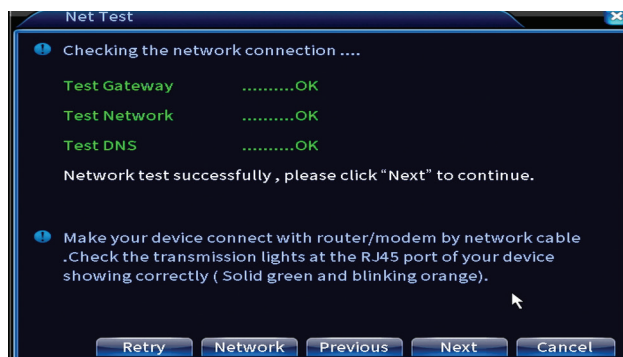 Net Test
Checking the network connection ....
Test Gateway ..........OK
Test Network ..........OK
Test DNS ..........OK
Network test successfully , please click “Next” to continue.
Make your device connect with router/modem by network cable
.Check the transmission lights at the RJ45 port of your device
showing correctly ( Solid green and blinking orange).
Retry Network Previous Next Cancel